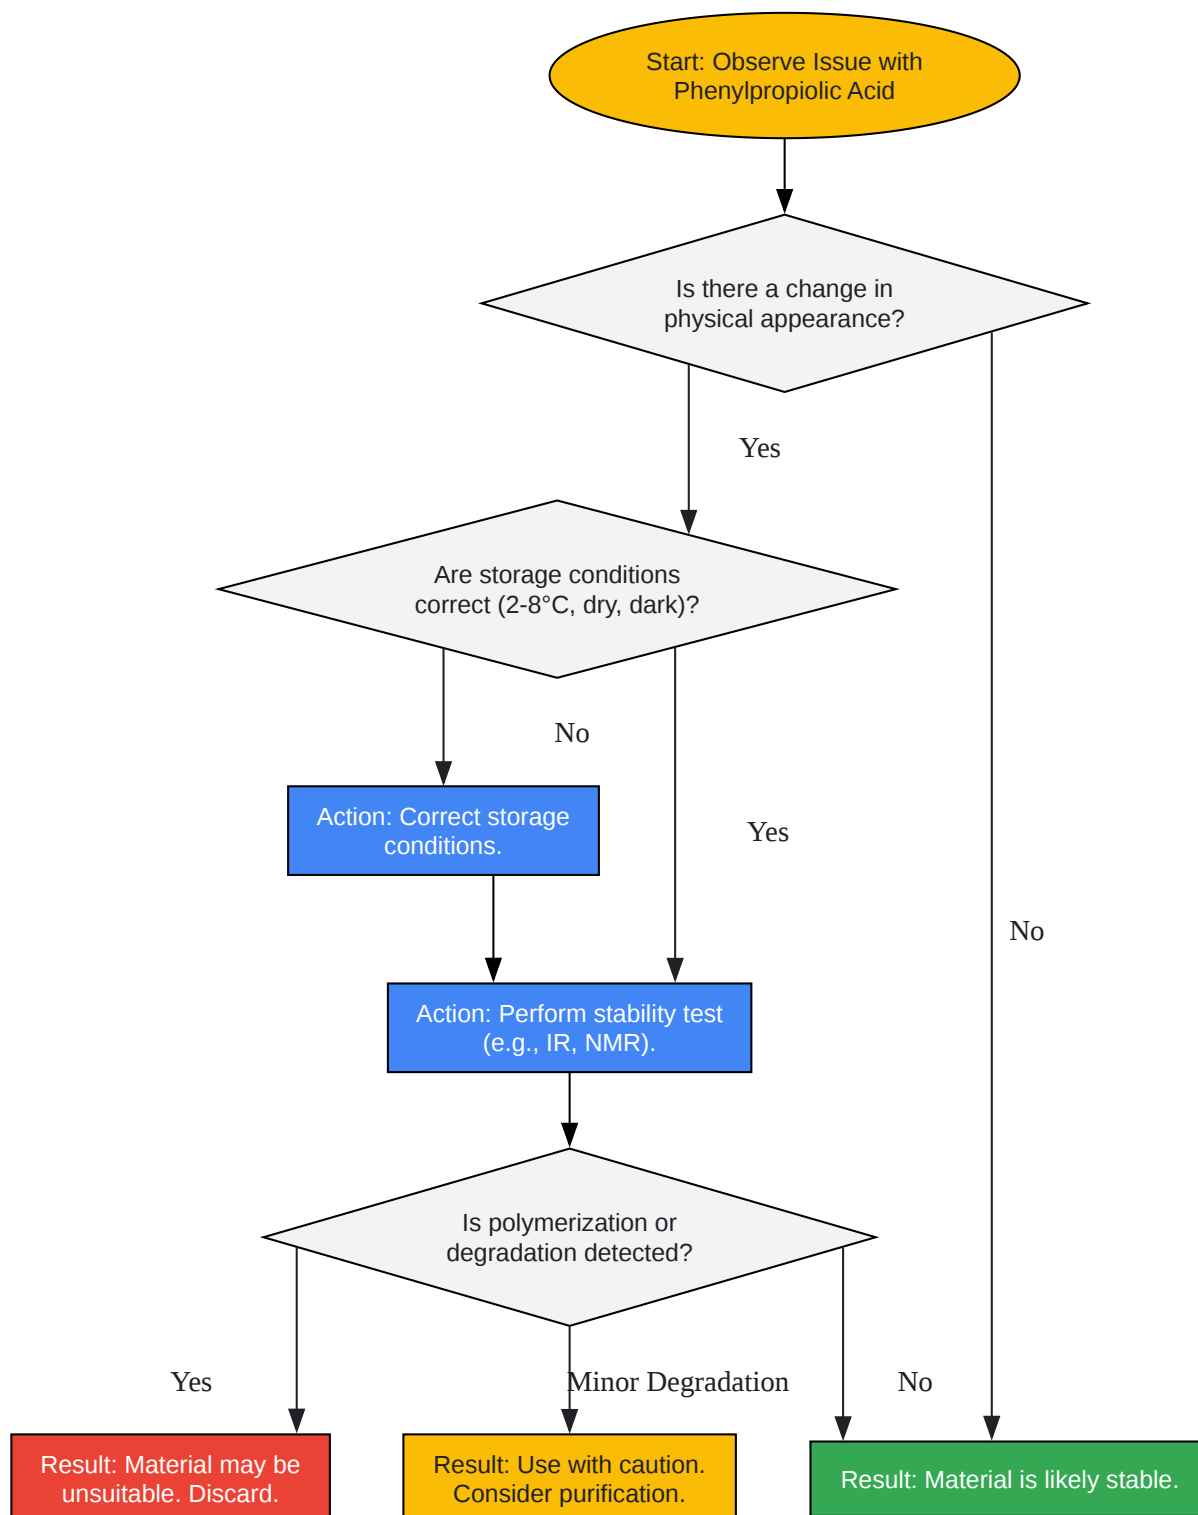 Start: Observe Issue with
Phenylpropiolic Acid
Is there a change in
physical appearance?
Yes
Are storage conditions
correct (2-8°C, dry, dark)?
No
Action: Correct storage
conditions.
Yes
No
Action: Perform stability test
(e.g., IR, NMR).
Is polymerization or
degradation detected?
Yes
Minor Degradation
No
Result: Material may be
unsuitable. Discard.
Result: Use with caution.
Consider purification.
Result: Material is likely stable.